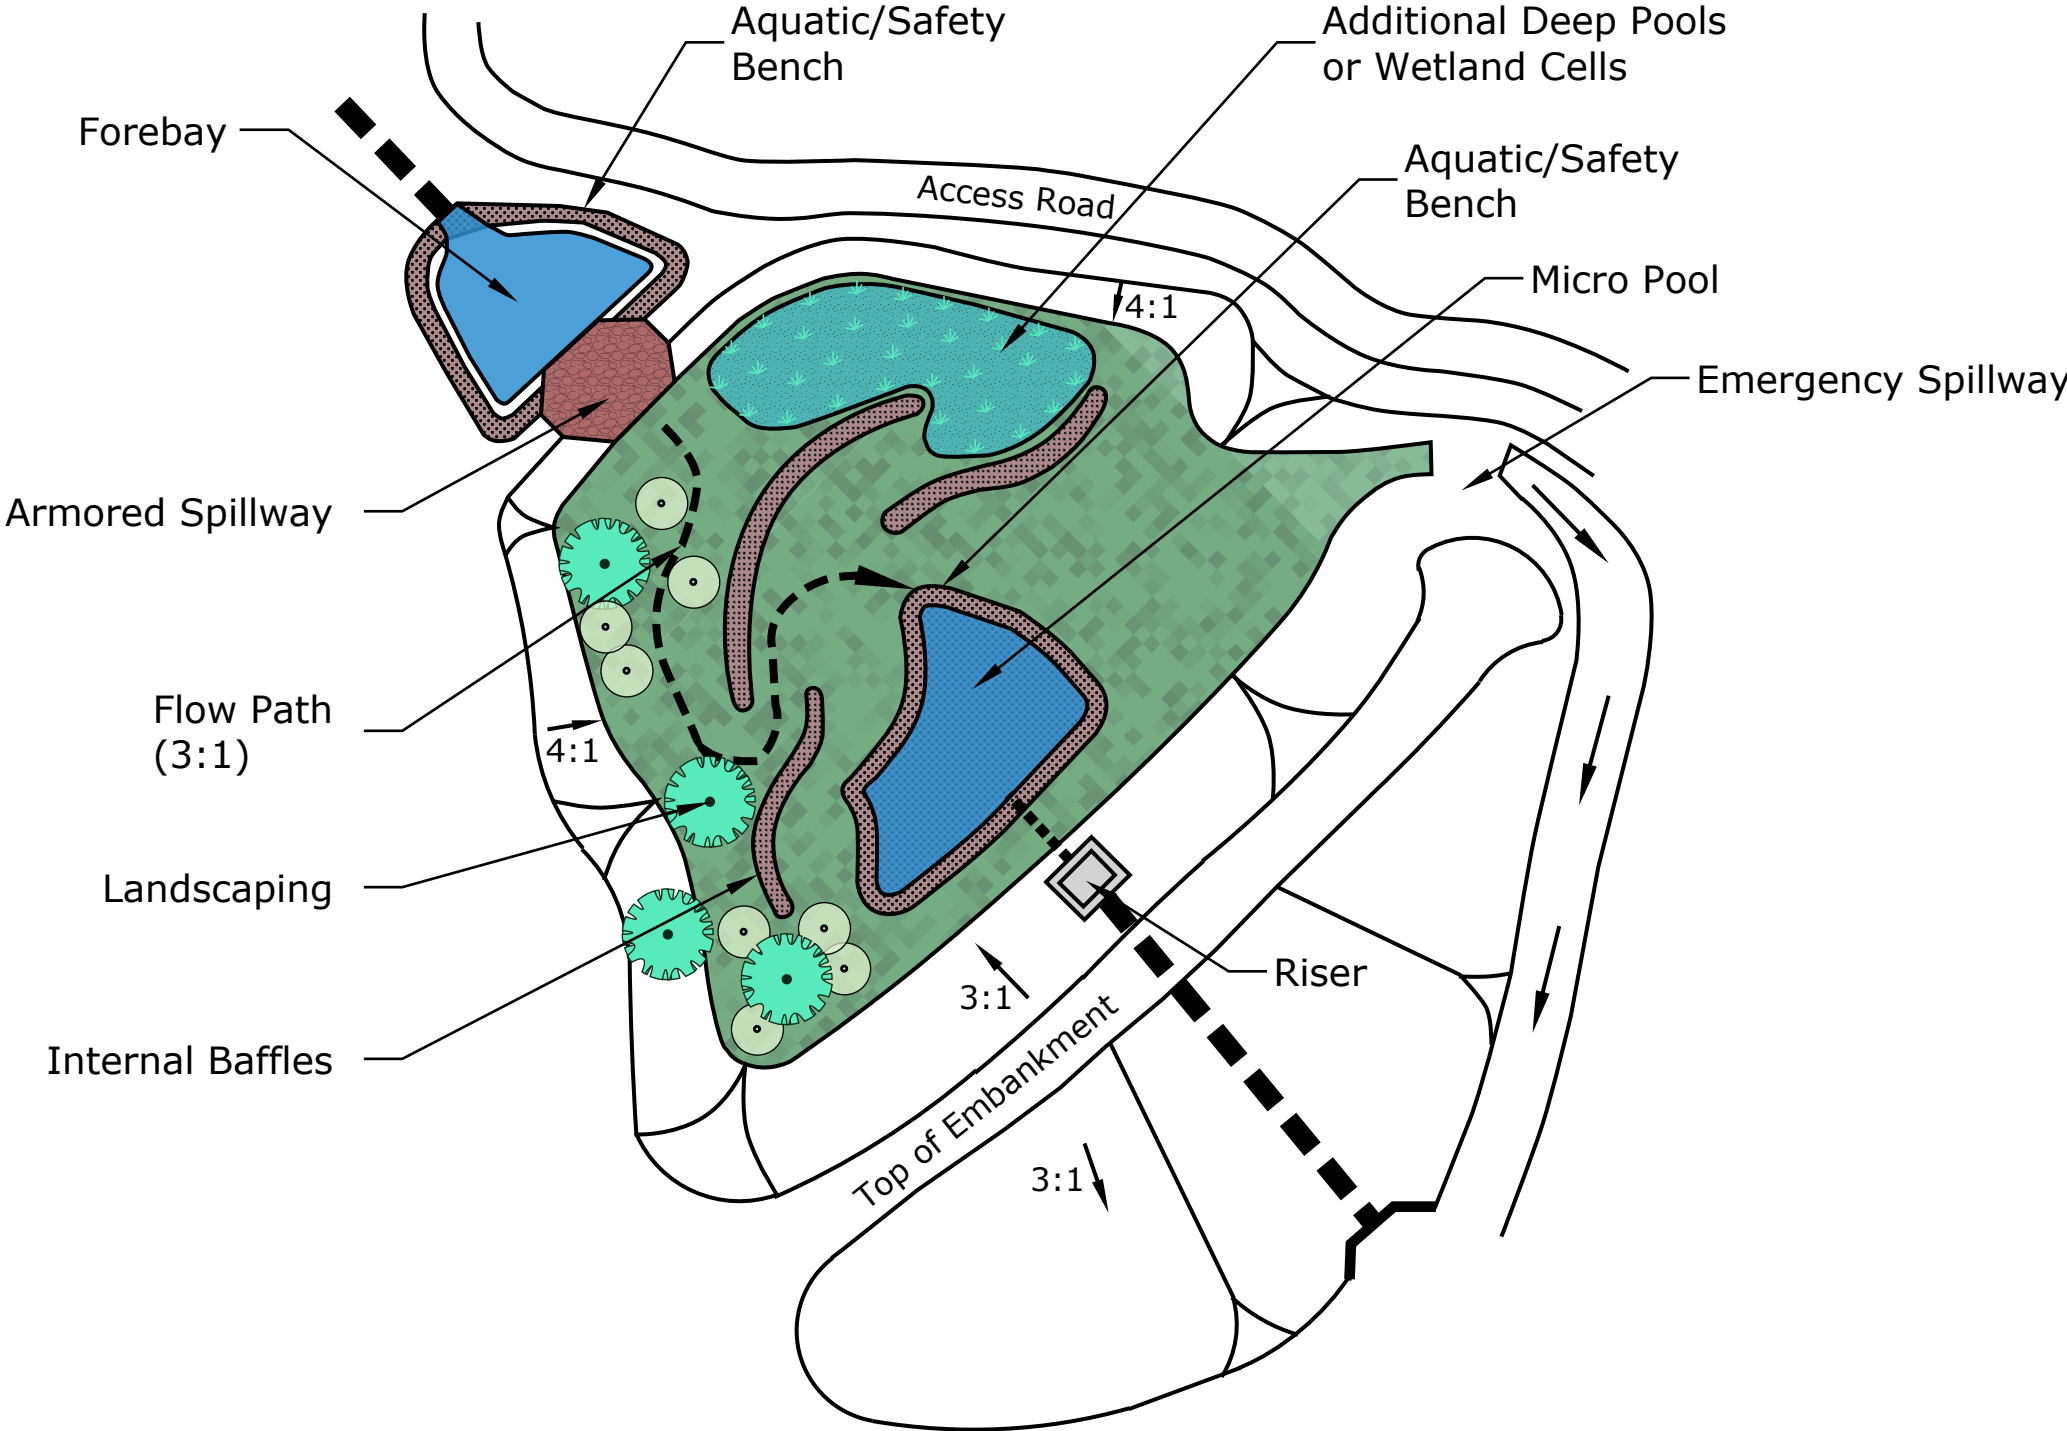 Aquatic/Safety
Bench
Additional Deep Pools
or Wetland Cells
Forebay
Aquatic/Safety
Bench
Access Road
Micro Pool
4:1
Emergency Spillway
Armored Spillway
Flow Path
(3:1)
4:1
Landscaping
Riser
3:1
Internal Baffles
Top of Embankment
3:1